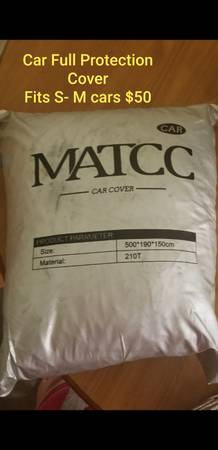 Car Full Protection
Cover
Fits S- M cars $50
CAR
MATCC
CAR COVER
PRODUCT PARAMETER
Size: 500*190*150cm
Material: 210T